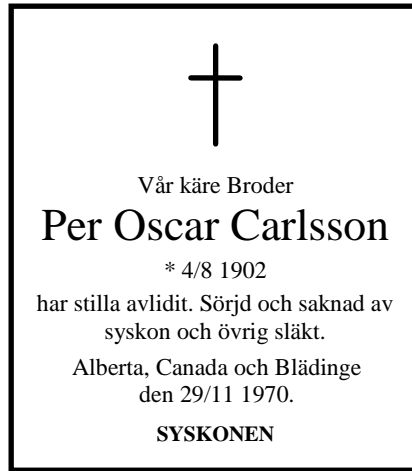 Vår käre Broder
Per Oscar Carlsson
* 4/8 1902
har stilla avlidit. Sörjd och saknad av
syskon och övrig släkt.
Alberta, Canada och Blädinge
den 29/11 1970.
SYSKONEN